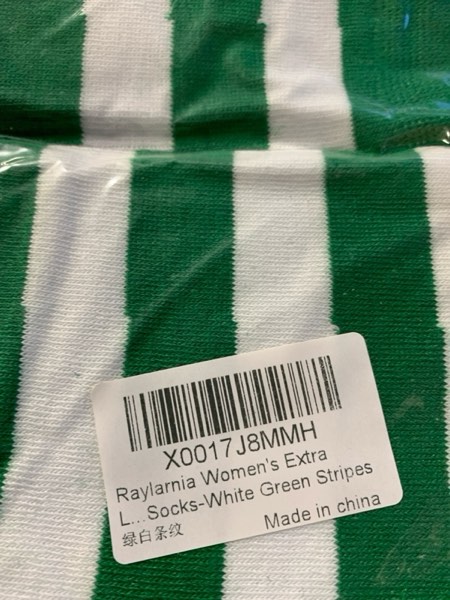 X0017J8MMH
Raylarnia Women's Extra
L...Socks-White Green Stripes
绿白条纹
Made in china